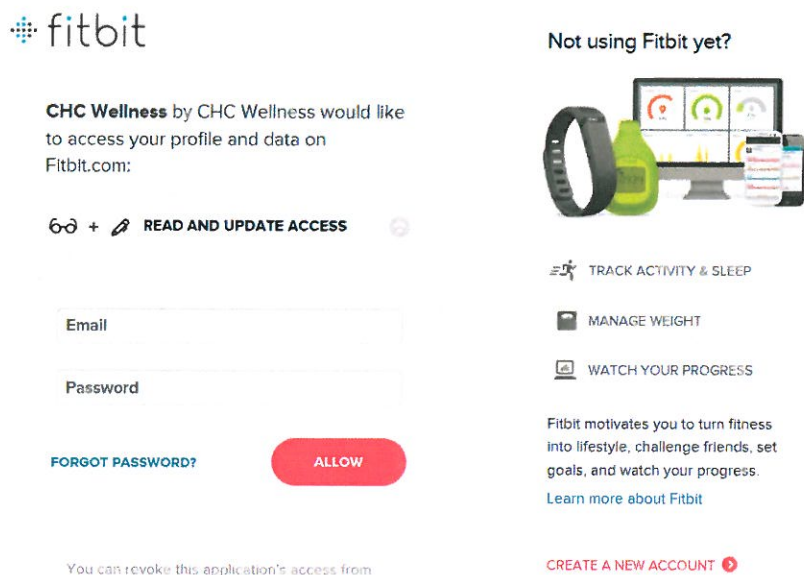 fitbit
CHC Wellness by CHC Wellness would like
to access your profile and data on
Fitbit.com:
+ READ AND UPDATE ACCESS
Email
Password
FORGOT PASSWORD?
ALLOW
You can revoke this application's access from
Not using Fitbit yet?
TRACK ACTIVITY & SLEEP
MANAGE WEIGHT
WATCH YOUR PROGRESS
Fitbit motivates you to turn fitness
into lifestyle, challenge friends, set
goals, and watch your progress.
Learn more about Fitbit
CREATE A NEW ACCOUNT